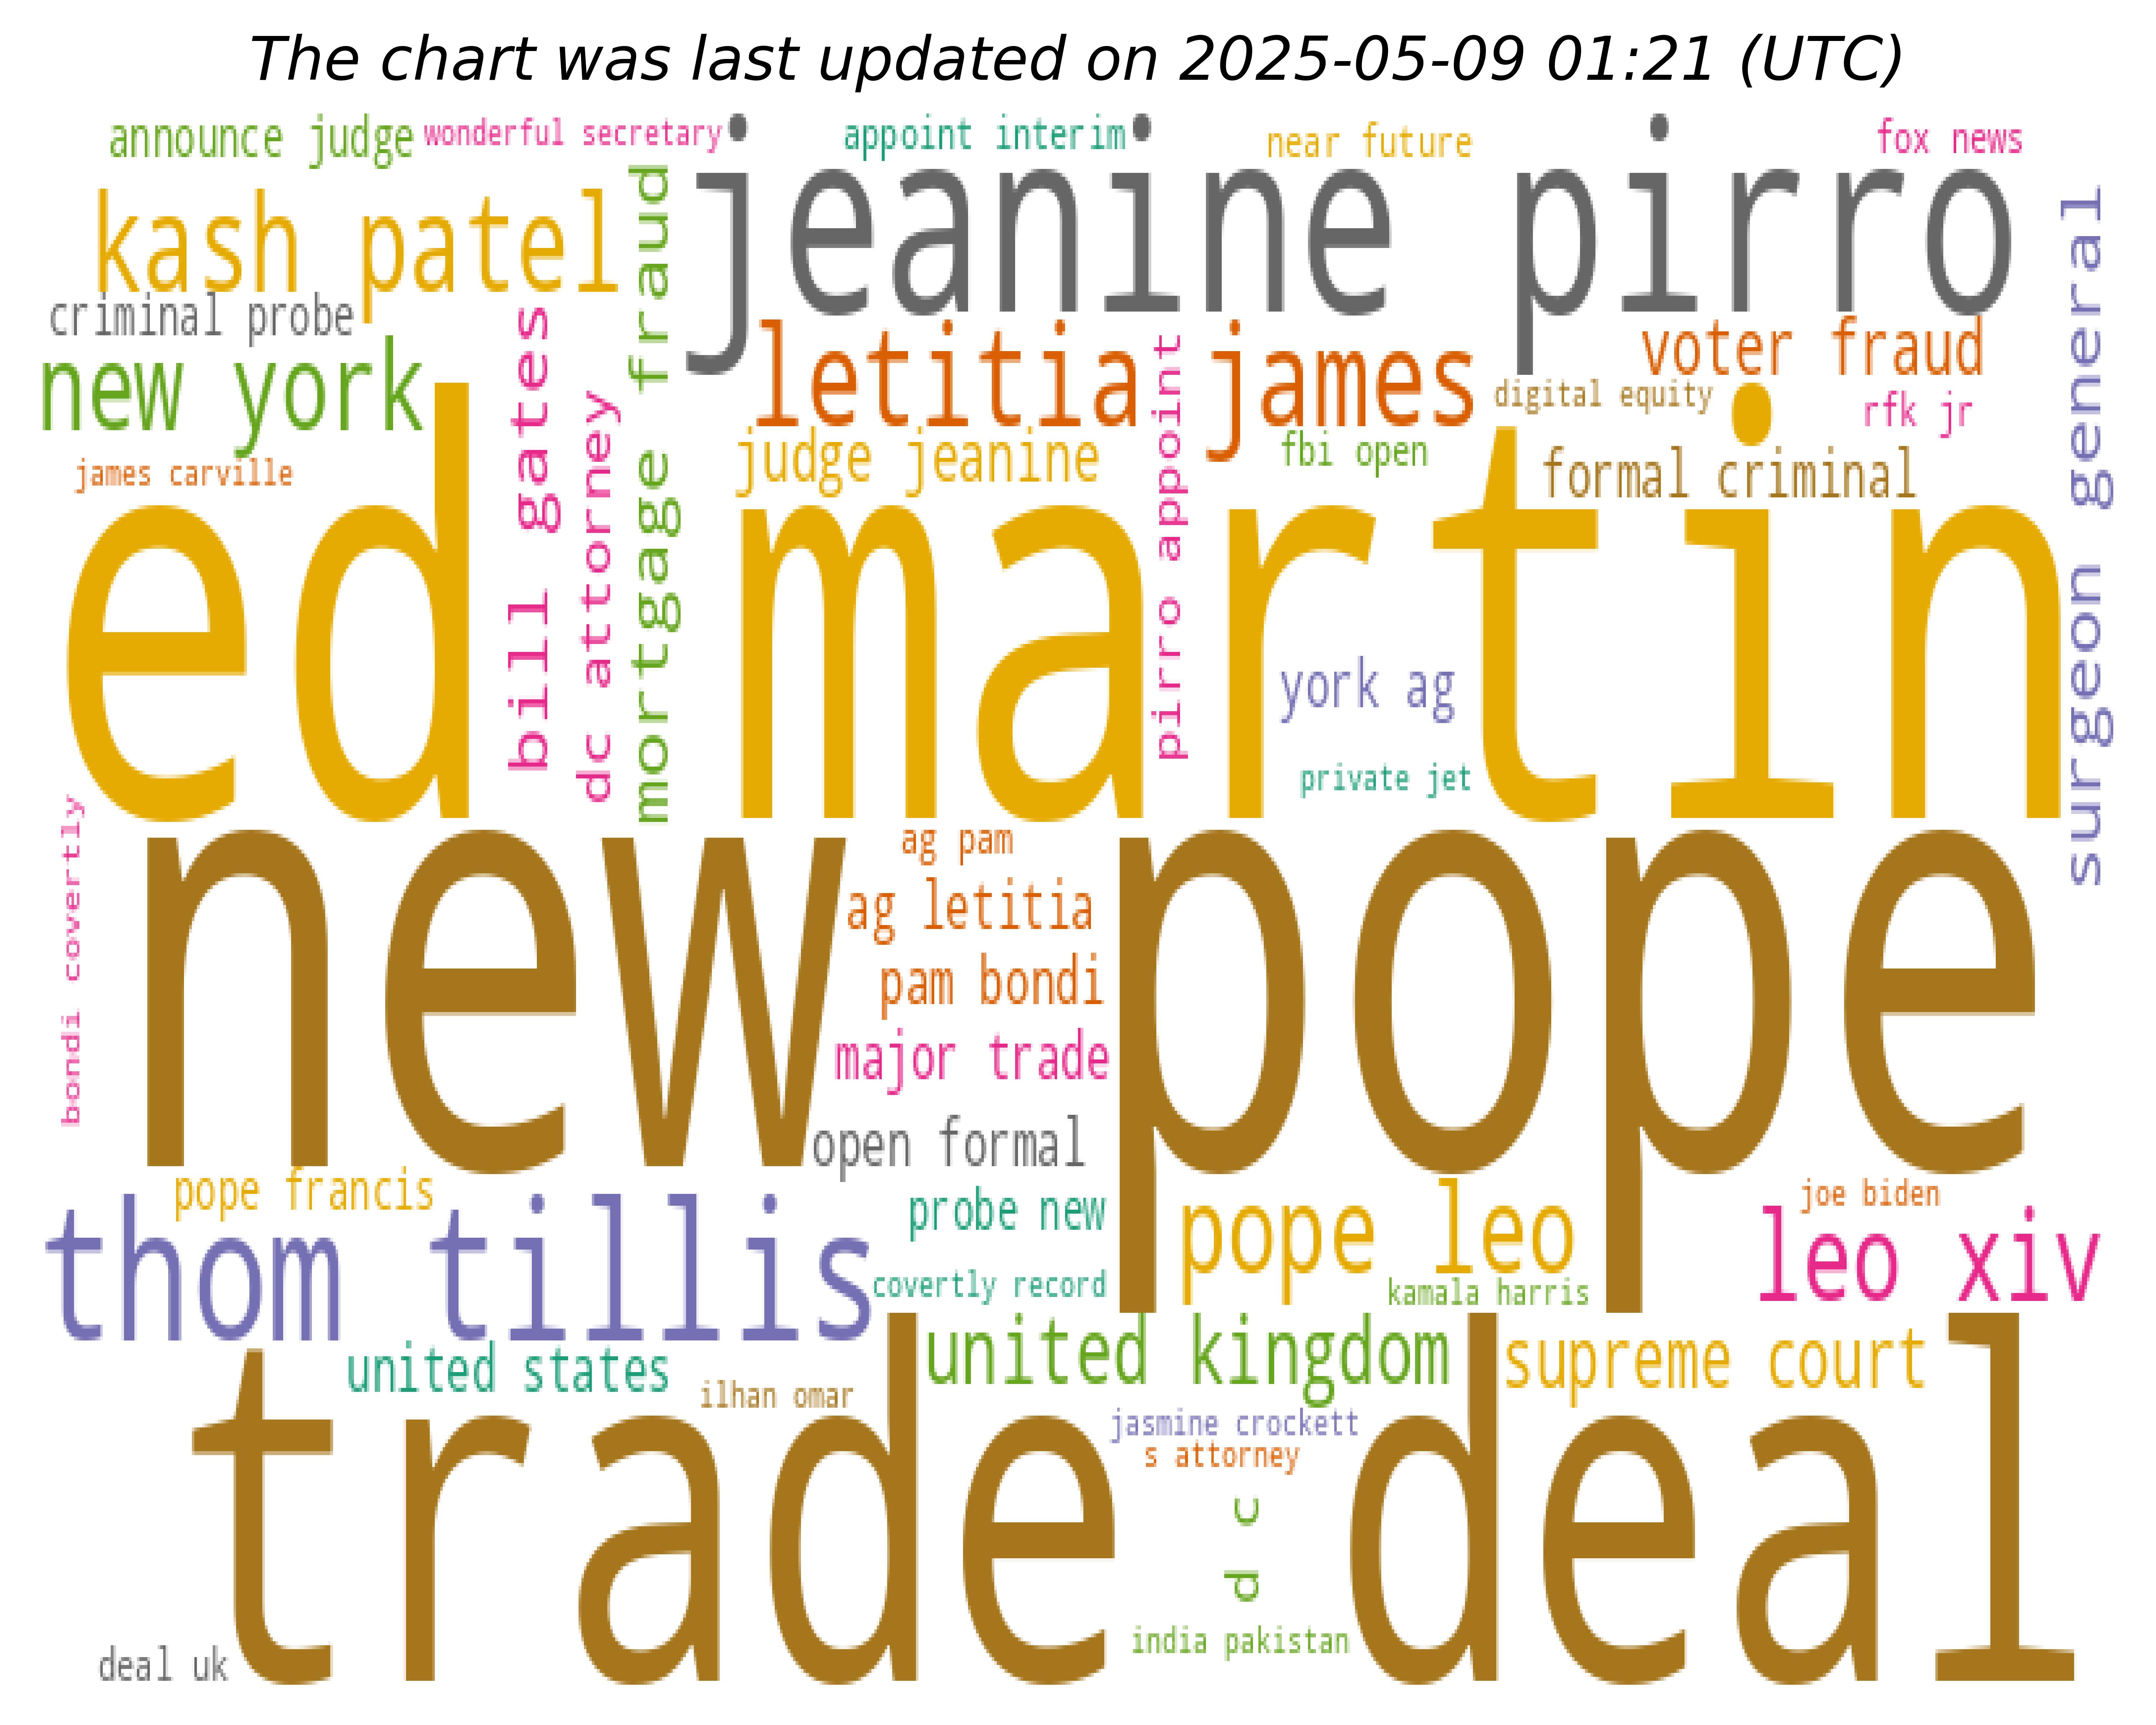 The chart was last updated on 2025-05-09 01:21 (UTC)
announce judge
wonderful secretary
appoint interim
near future
fox news
kash patel
jeanine pirro
criminal probe
new york
letitia james
voter fraud
digital equity
rfk jr
james carville
judge jeanine
fbi open
formal criminal
bill gates
dc attorney
mortgage fraud
pirro appoint
surgeon general
ed martin
york ag
private jet
bondi covertly
new pope
ag pam
ag letitia
pam bondi
major trade
open formal
pope francis
probe new
thom tillis
pope leo
joe biden
leo xiv
covertly record
kamala harris
united kingdom
supreme court
united states
ilhan omar
jasmine crockett
s attorney
trade deal
d c
india pakistan
deal uk